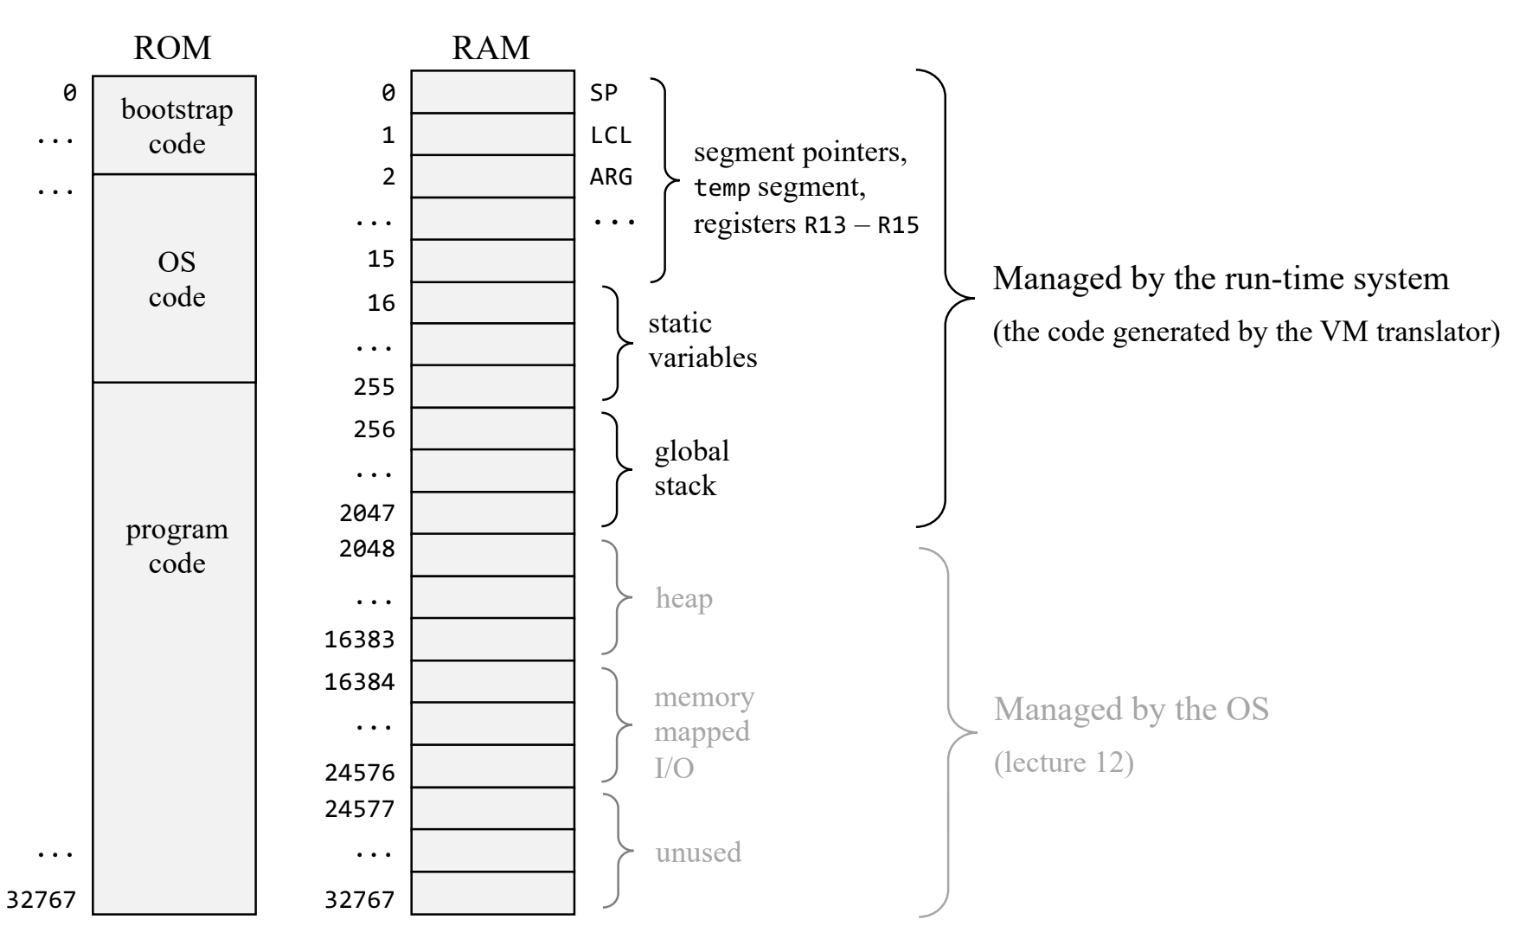 ROM
0
...
...
bootstrap
code
OS
code
program
code
...
32767
RAM
0
1
2
...
15
16
...
255
256
...
2047
2048
...
16383
16384
...
24576
24577
...
32767
SP
LCL
ARG
...
segment pointers,
temp segment,
registers R13 – R15
static
variables
global
stack
heap
memory
mapped
I/O
unused
Managed by the run-time system
(the code generated by the VM translator)
Managed by the OS
(lecture 12)